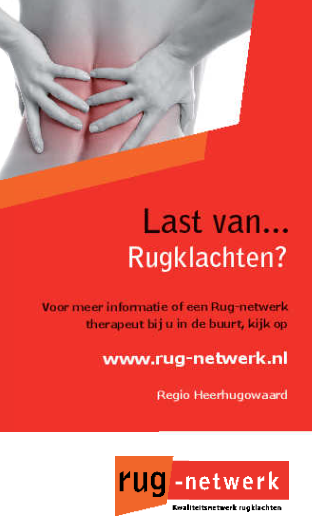 Last van...
Rugklachten?
Voor meer informatie of een Rug-netwerk
therapeut bij u in de buurt, kijk op
www.rug-netwerk.nl
Regio Heerhugowaard
rug-netwerk
Kwaliteitsnetwerk rugklachten